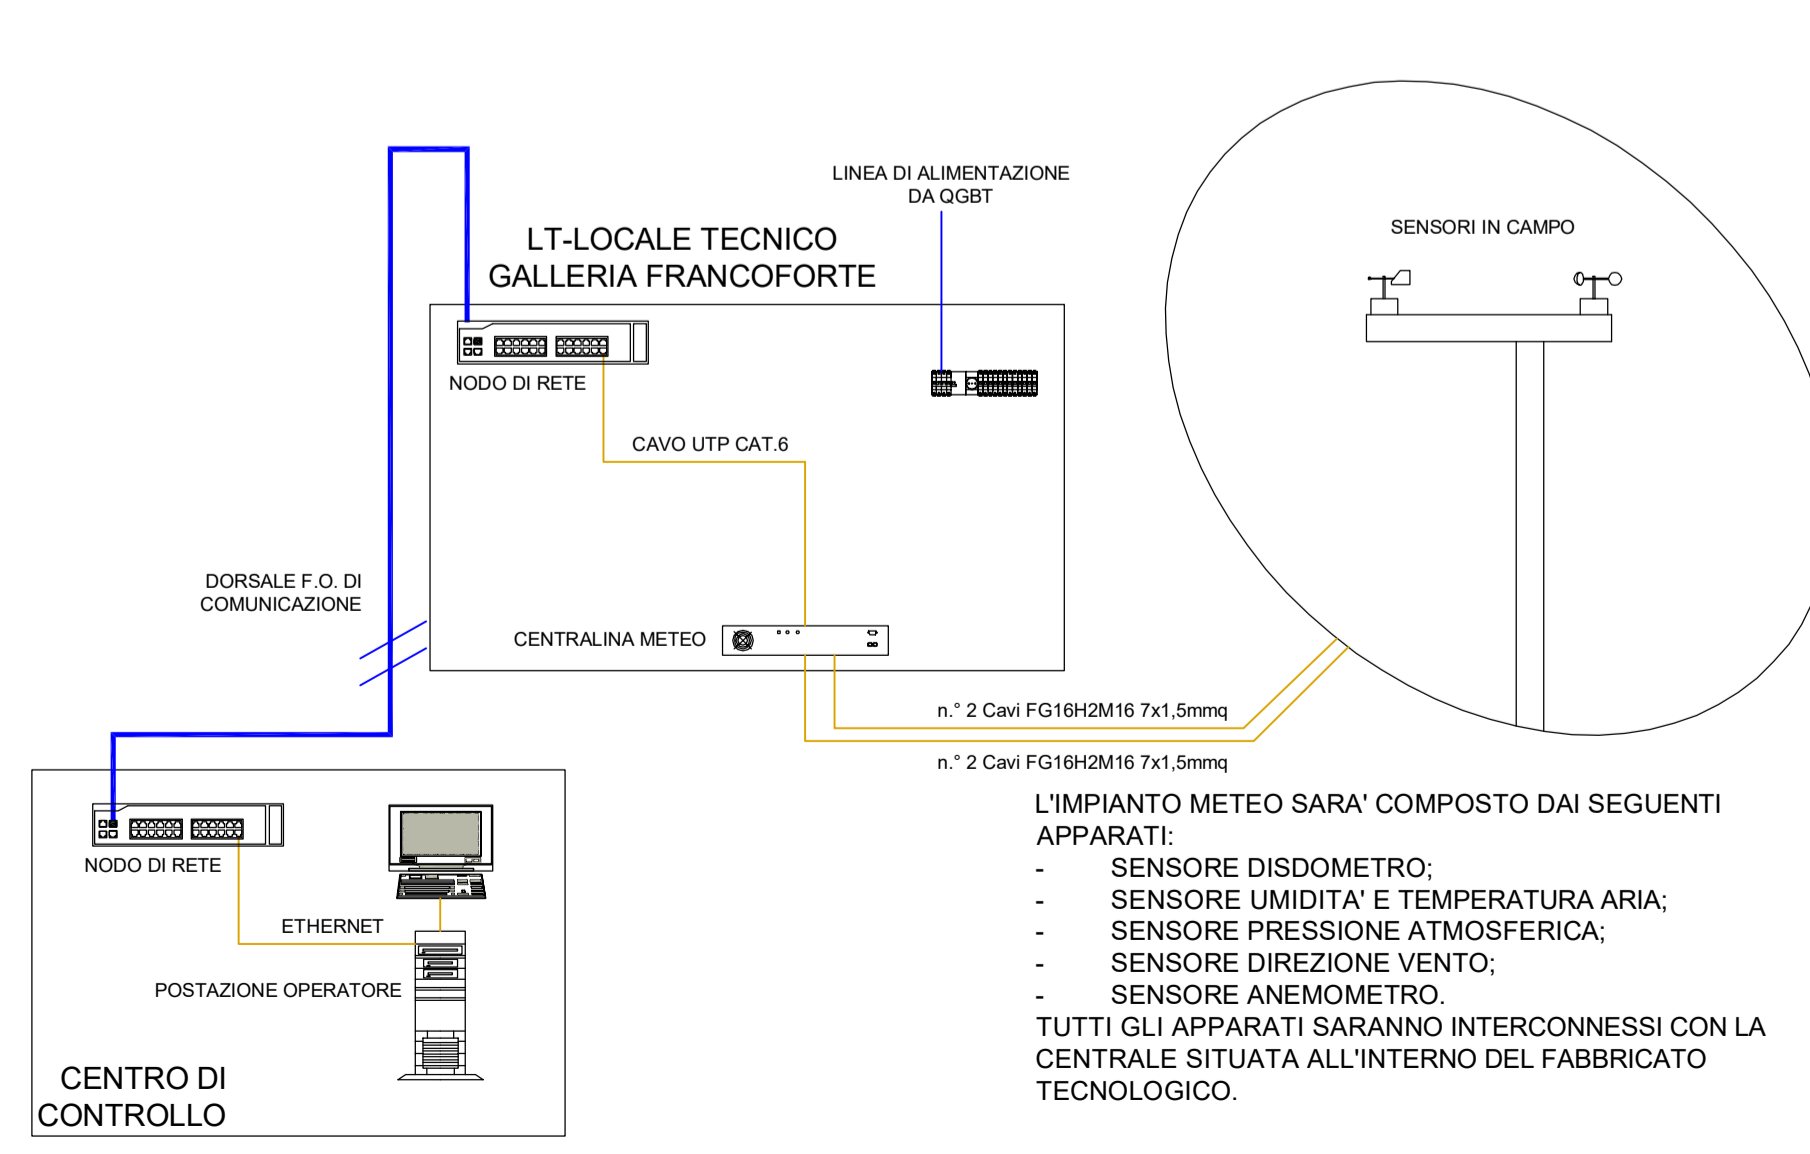 LINEA DI ALIMENTAZIONE
DA QGBT
SENSORI IN CAMPO
LT-LOCALE TECNICO
GALLERIA FRANCOFORTE
NODO DI RETE
CAVO UTP CAT.6
DORSALE F.O. DI
COMUNICAZIONE
CENTRALINA METEO
n.° 2 Cavi FG16H2M16 7x1,5mmq
n.° 2 Cavi FG16H2M16 7x1,5mmq
NODO DI RETE
ETHERNET
POSTAZIONE OPERATORE
CENTRO DI
CONTROLLO
L'IMPIANTO METEO SARA' COMPOSTO DAI SEGUENTI
APPARATI:
- SENSORE DISDOMETRO;
- SENSORE UMIDITA' E TEMPERATURA ARIA;
- SENSORE PRESSIONE ATMOSFERICA;
- SENSORE DIREZIONE VENTO;
- SENSORE ANEMOMETRO.
TUTTI GLI APPARATI SARANNO INTERCONNESSI CON LA
CENTRALE SITUATA ALL'INTERNO DEL FABBRICATO
TECNOLOGICO.